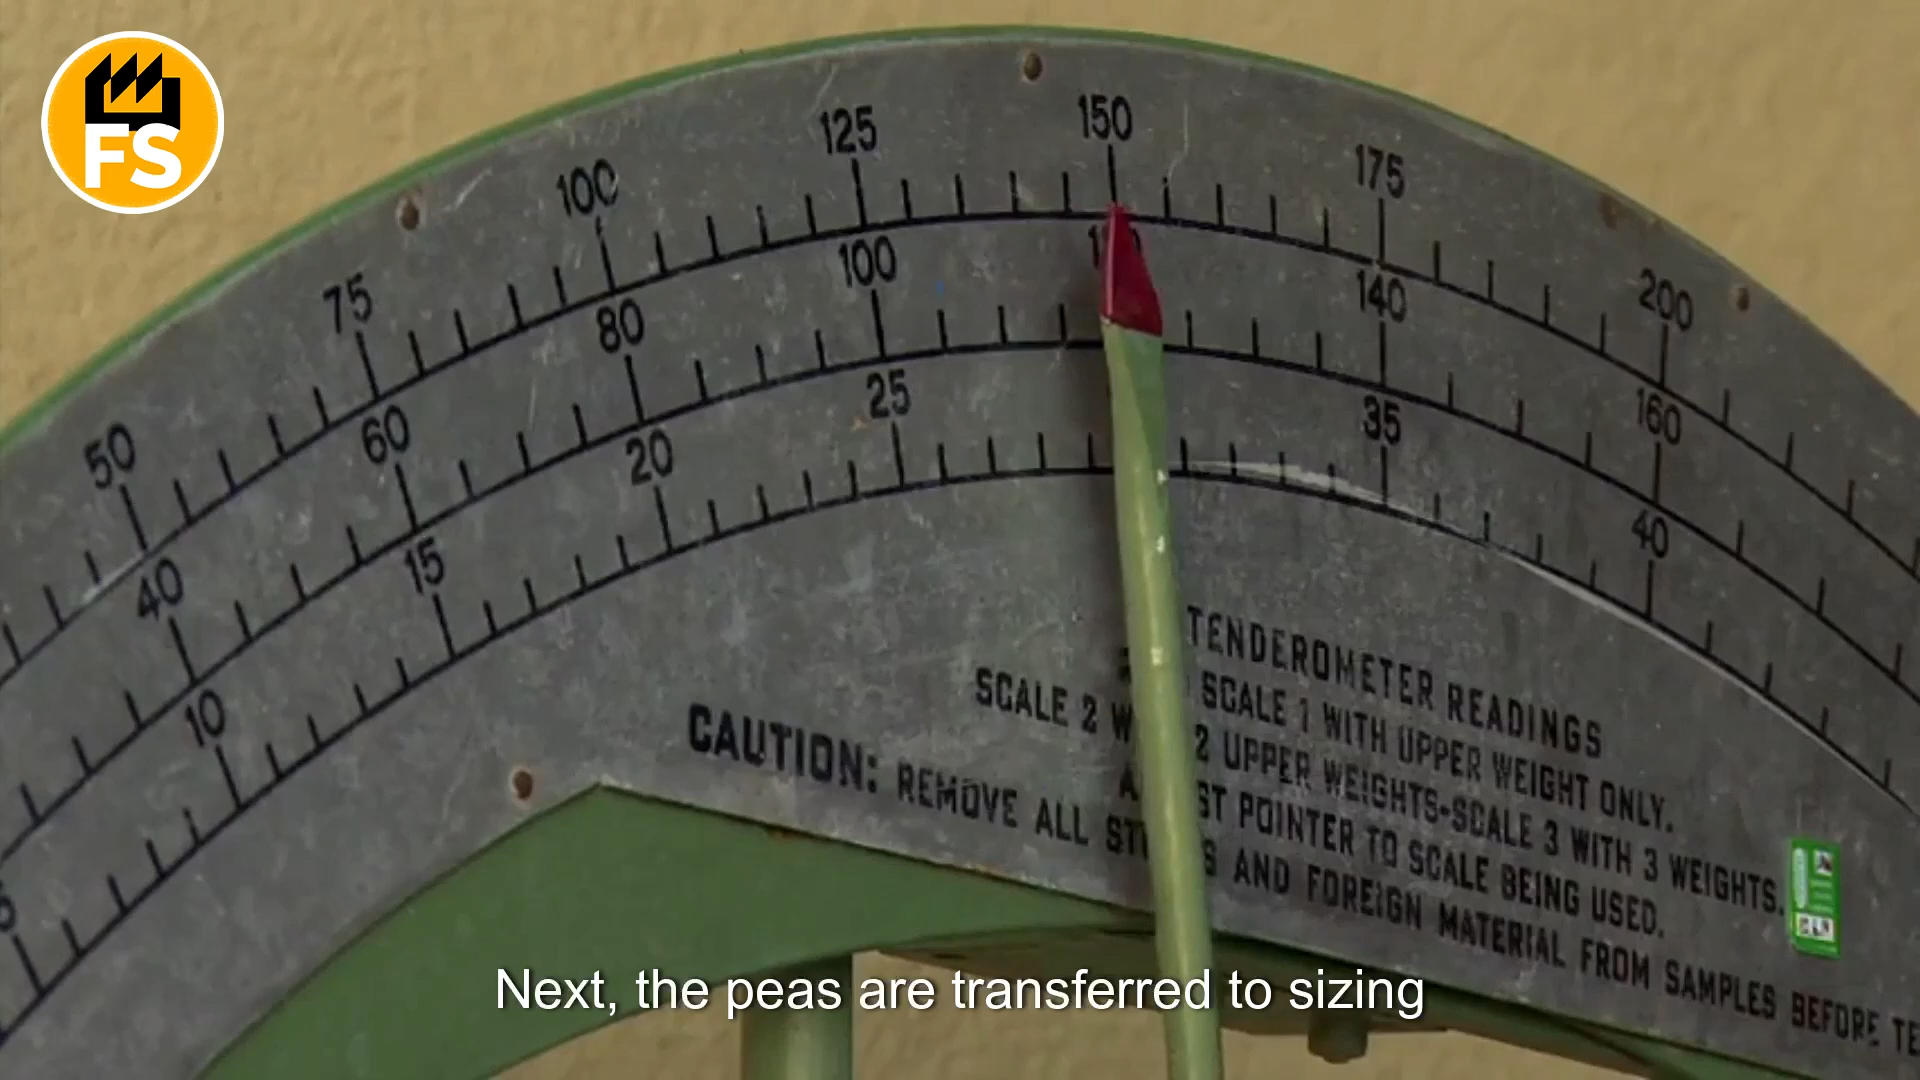 FS
50 75 100 125 150 175 200
40 60 80 100 140 160
10 15 20 25 35 40
TENDEROMETER READINGS
SCALE 1 WITH UPPER WEIGHT ONLY.
SCALE 2 2 UPPER WEIGHTS-SCALE 3 WITH 3 WEIGHTS.
POINTER TO SCALE BEING USED.
CAUTION: REMOVE ALL AND FOREIGN MATERIAL FROM SAMPLES BEFORE
Next, the peas are transferred to sizing